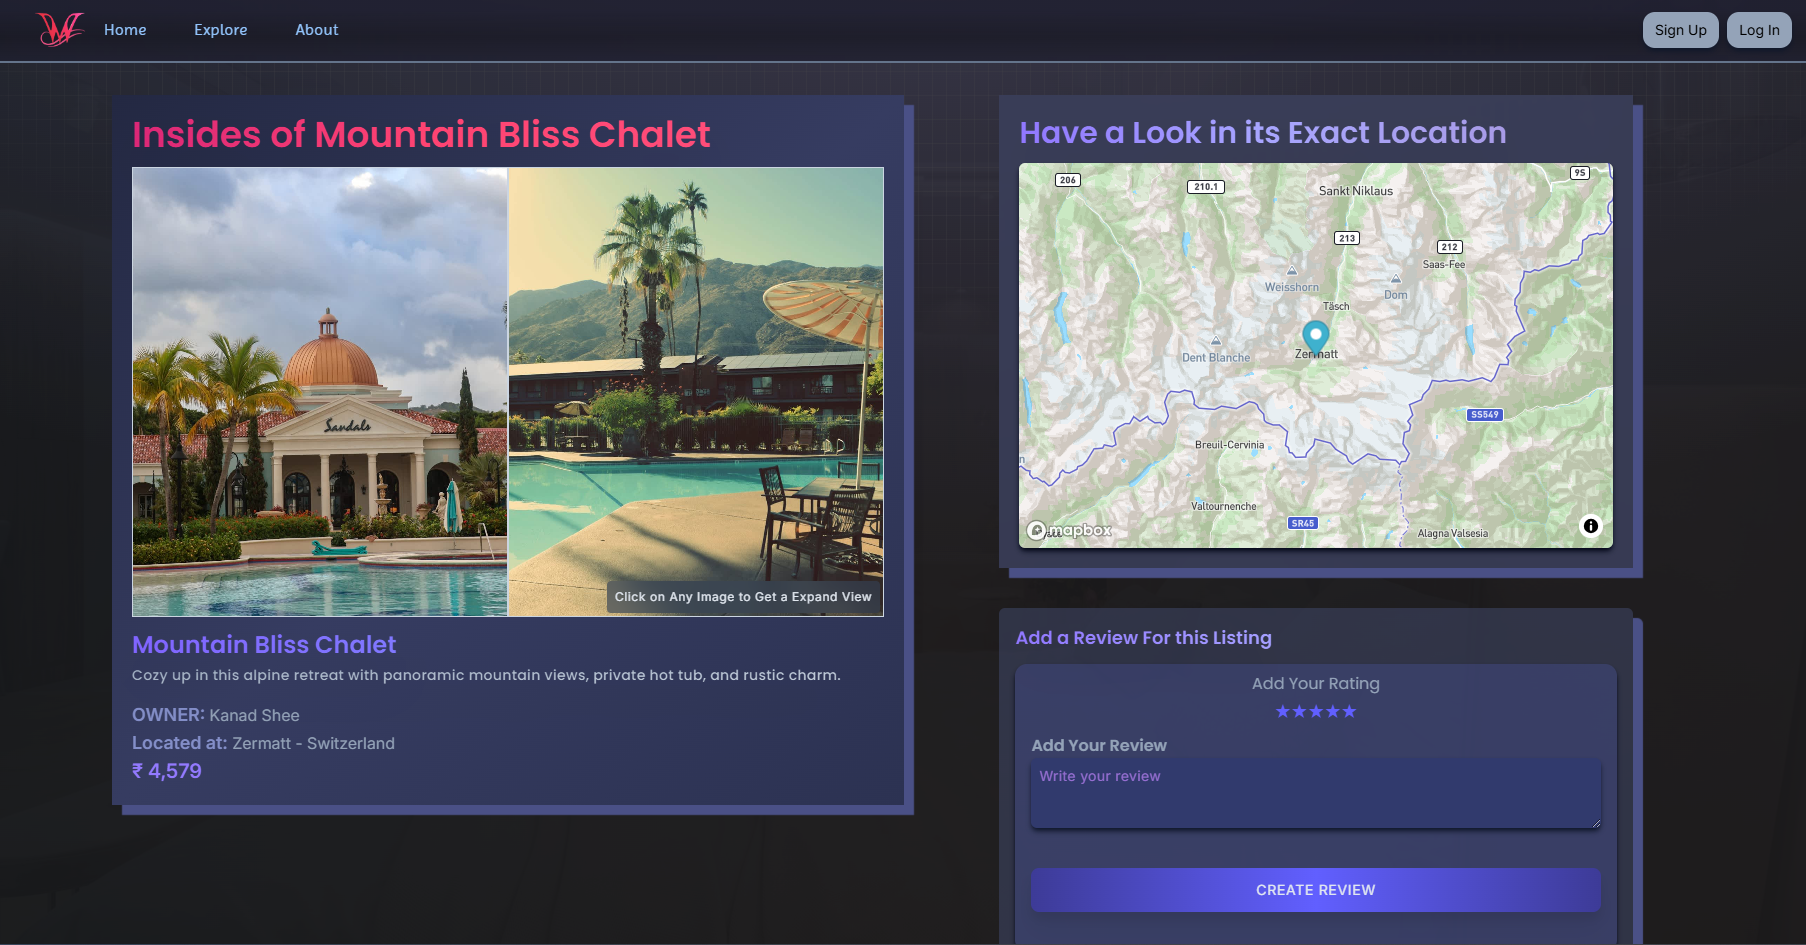 Home
Explore
About
Sign Up
Log In
Insides of Mountain Bliss Chalet
Sandals
Click on Any Image to Get a Expand View
Mountain Bliss Chalet
Cozy up in this alpine retreat with panoramic mountain views, private hot tub, and rustic charm.
OWNER: Kanad Shee
Located at: Zermatt - Switzerland
₹ 4,579
Have a Look in its Exact Location
206
210.1
Sankt Niklaus
9S
213
212
Saas-Fee
Weisshorn
Dom
Täsch
Dent Blanche
Zermatt
SS549
Breuil-Cervinia
Valtournenche
SR45
mapbox
Alagna Valsesia
Add a Review For this Listing
Add Your Rating
★★★★★
Add Your Review
Write your review
CREATE REVIEW